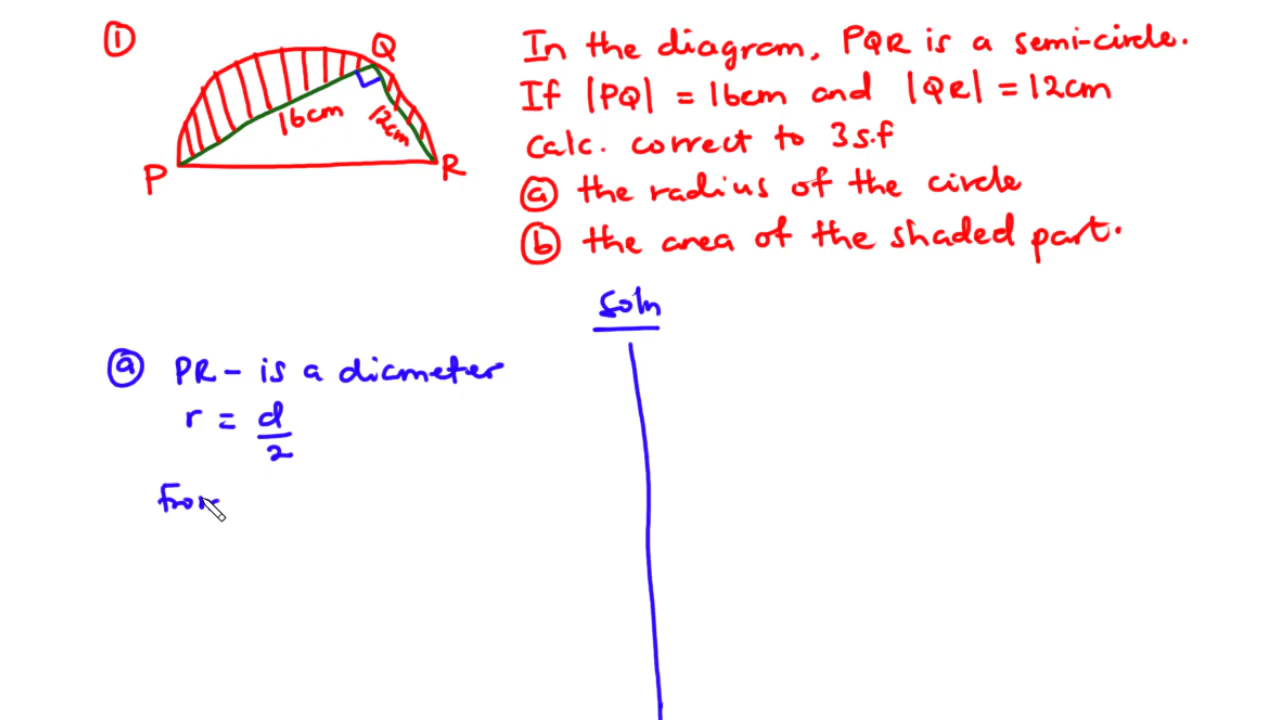 ①
Q
16cm
12cm
P
R
In the diagram, PQR is a semi-circle.
If |PQ| = 16cm and |QR| = 12cm
Calc. correct to 3 s.f
ⓐ the radius of the circle
ⓑ the area of the shaded part.
Soln
ⓐ PR - is a diameter
r = d/2